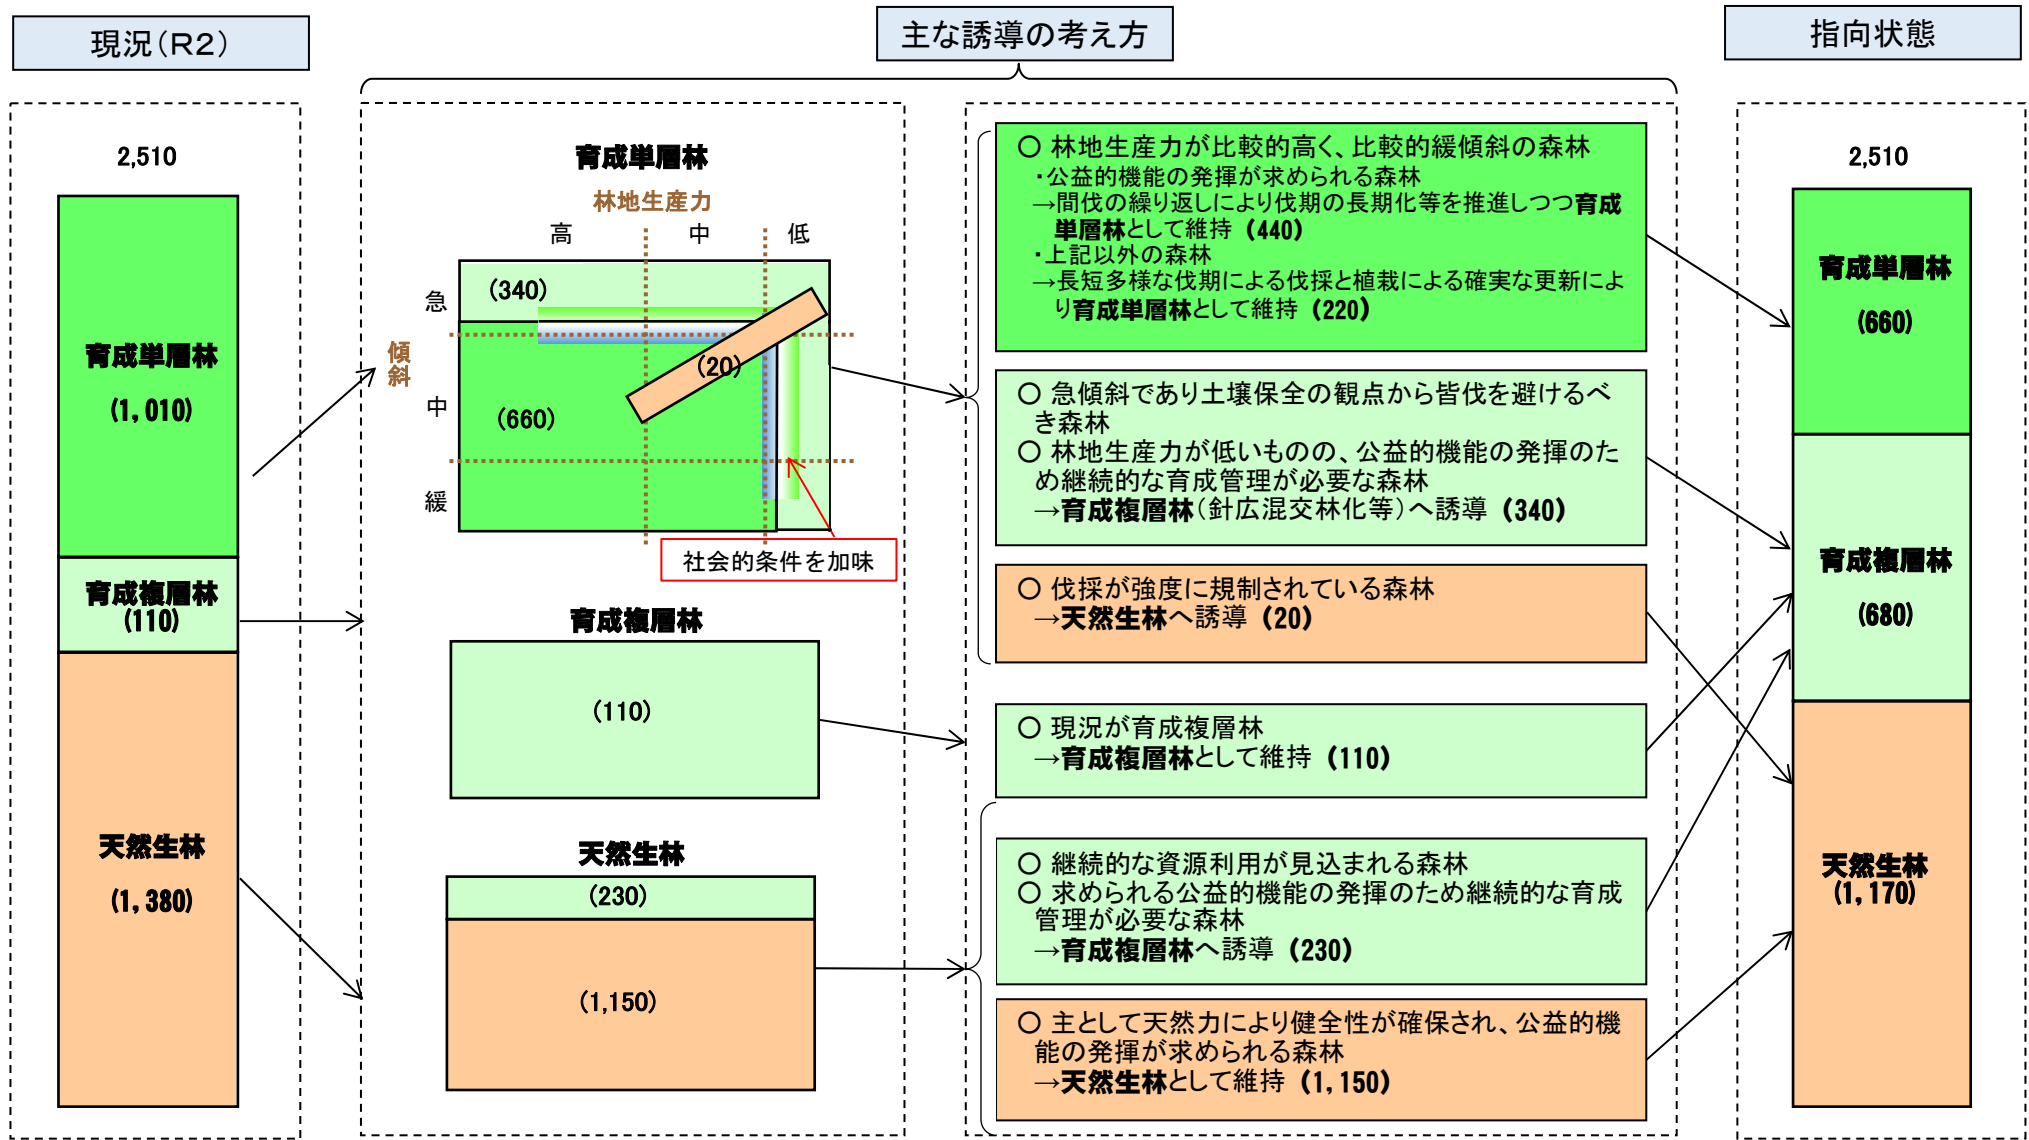 現況（R2）
主な誘導の考え方
指向状態
2,510
育成単層林
(1,010)
育成複層林
(110)
天然生林
(1,380)
育成単層林
林地生産力
高 中 低
傾斜
急
中
緩
(340)
(20)
(660)
社会的条件を加味
育成複層林
(110)
天然生林
(230)
(1,150)
○ 林地生産力が比較的高く、比較的緩傾斜の森林
・公益的機能の発揮が求められる森林
→間伐の繰り返しにより伐期の長期化等を推進しつつ育成
単層林として維持（440）
・上記以外の森林
→長短多様な伐期による伐採と植栽による確実な更新によ
り育成単層林として維持（220）
○ 急傾斜であり土壌保全の観点から皆伐を避けるべ
き森林
○ 林地生産力が低いものの、公益的機能の発揮のた
め継続的な育成管理が必要な森林
→育成複層林（針広混交林化等）へ誘導（340）
○ 伐採が強度に規制されている森林
→天然生林へ誘導（20）
○ 現況が育成複層林
→育成複層林として維持（110）
○ 継続的な資源利用が見込まれる森林
○ 求められる公益的機能の発揮のため継続的な育成
管理が必要な森林
→育成複層林へ誘導（230）
○ 主として天然力により健全性が確保され、公益的機
能の発揮が求められる森林
→天然生林として維持（1,150）
2,510
育成単層林
(660)
育成複層林
(680)
天然生林
(1,170)